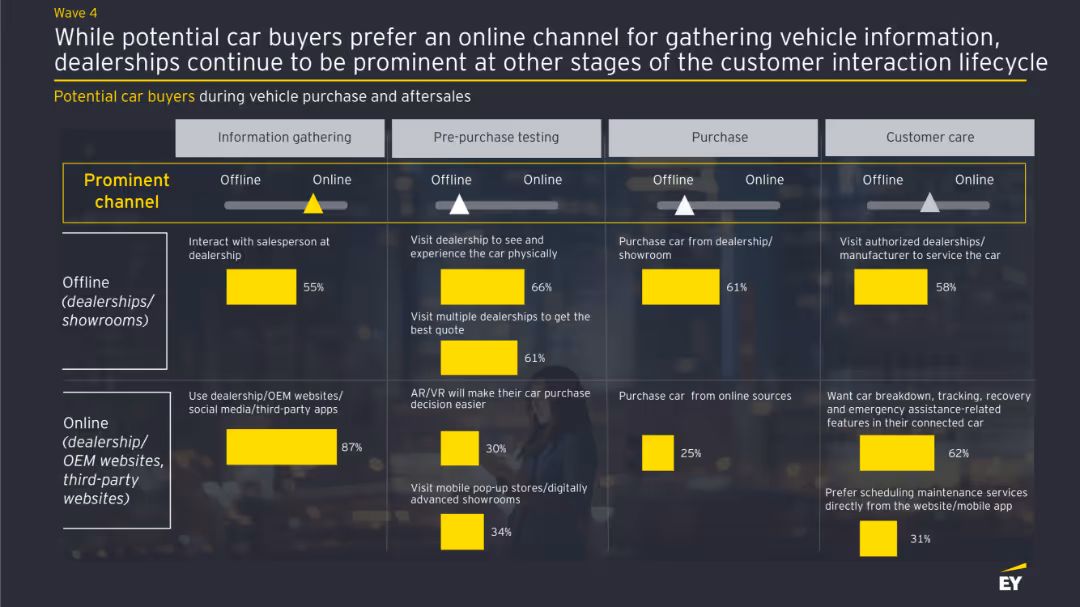 Wave 4
While potential car buyers prefer an online channel for gathering vehicle information,
dealerships continue to be prominent at other stages of the customer interaction lifecycle
Potential car buyers during vehicle purchase and aftersales
Information gathering
Pre-purchase testing
Purchase
Customer care
Prominent
channel
Offline
Online
Offline
Online
Offline
Online
Offline
Online
Offline
(dealerships/
showrooms)
Interact with salesperson at
dealership
55%
Visit dealership to see and
experience the car physically
66%
Visit multiple dealerships to get the
best quote
61%
Purchase car from dealership/
showroom
61%
Visit authorized dealerships/
manufacturer to service the car
58%
Online
(dealership/
OEM websites,
third-party
websites)
Use dealership/OEM websites/
social media/third-party apps
87%
AR/VR will make their car purchase
decision easier
30%
Visit mobile pop-up stores/digitally
advanced showrooms
34%
Purchase car from online sources
25%
Want car breakdown, tracking, recovery
and emergency assistance-related
features in their connected car
62%
Prefer scheduling maintenance services
directly from the website/mobile app
31%
EY